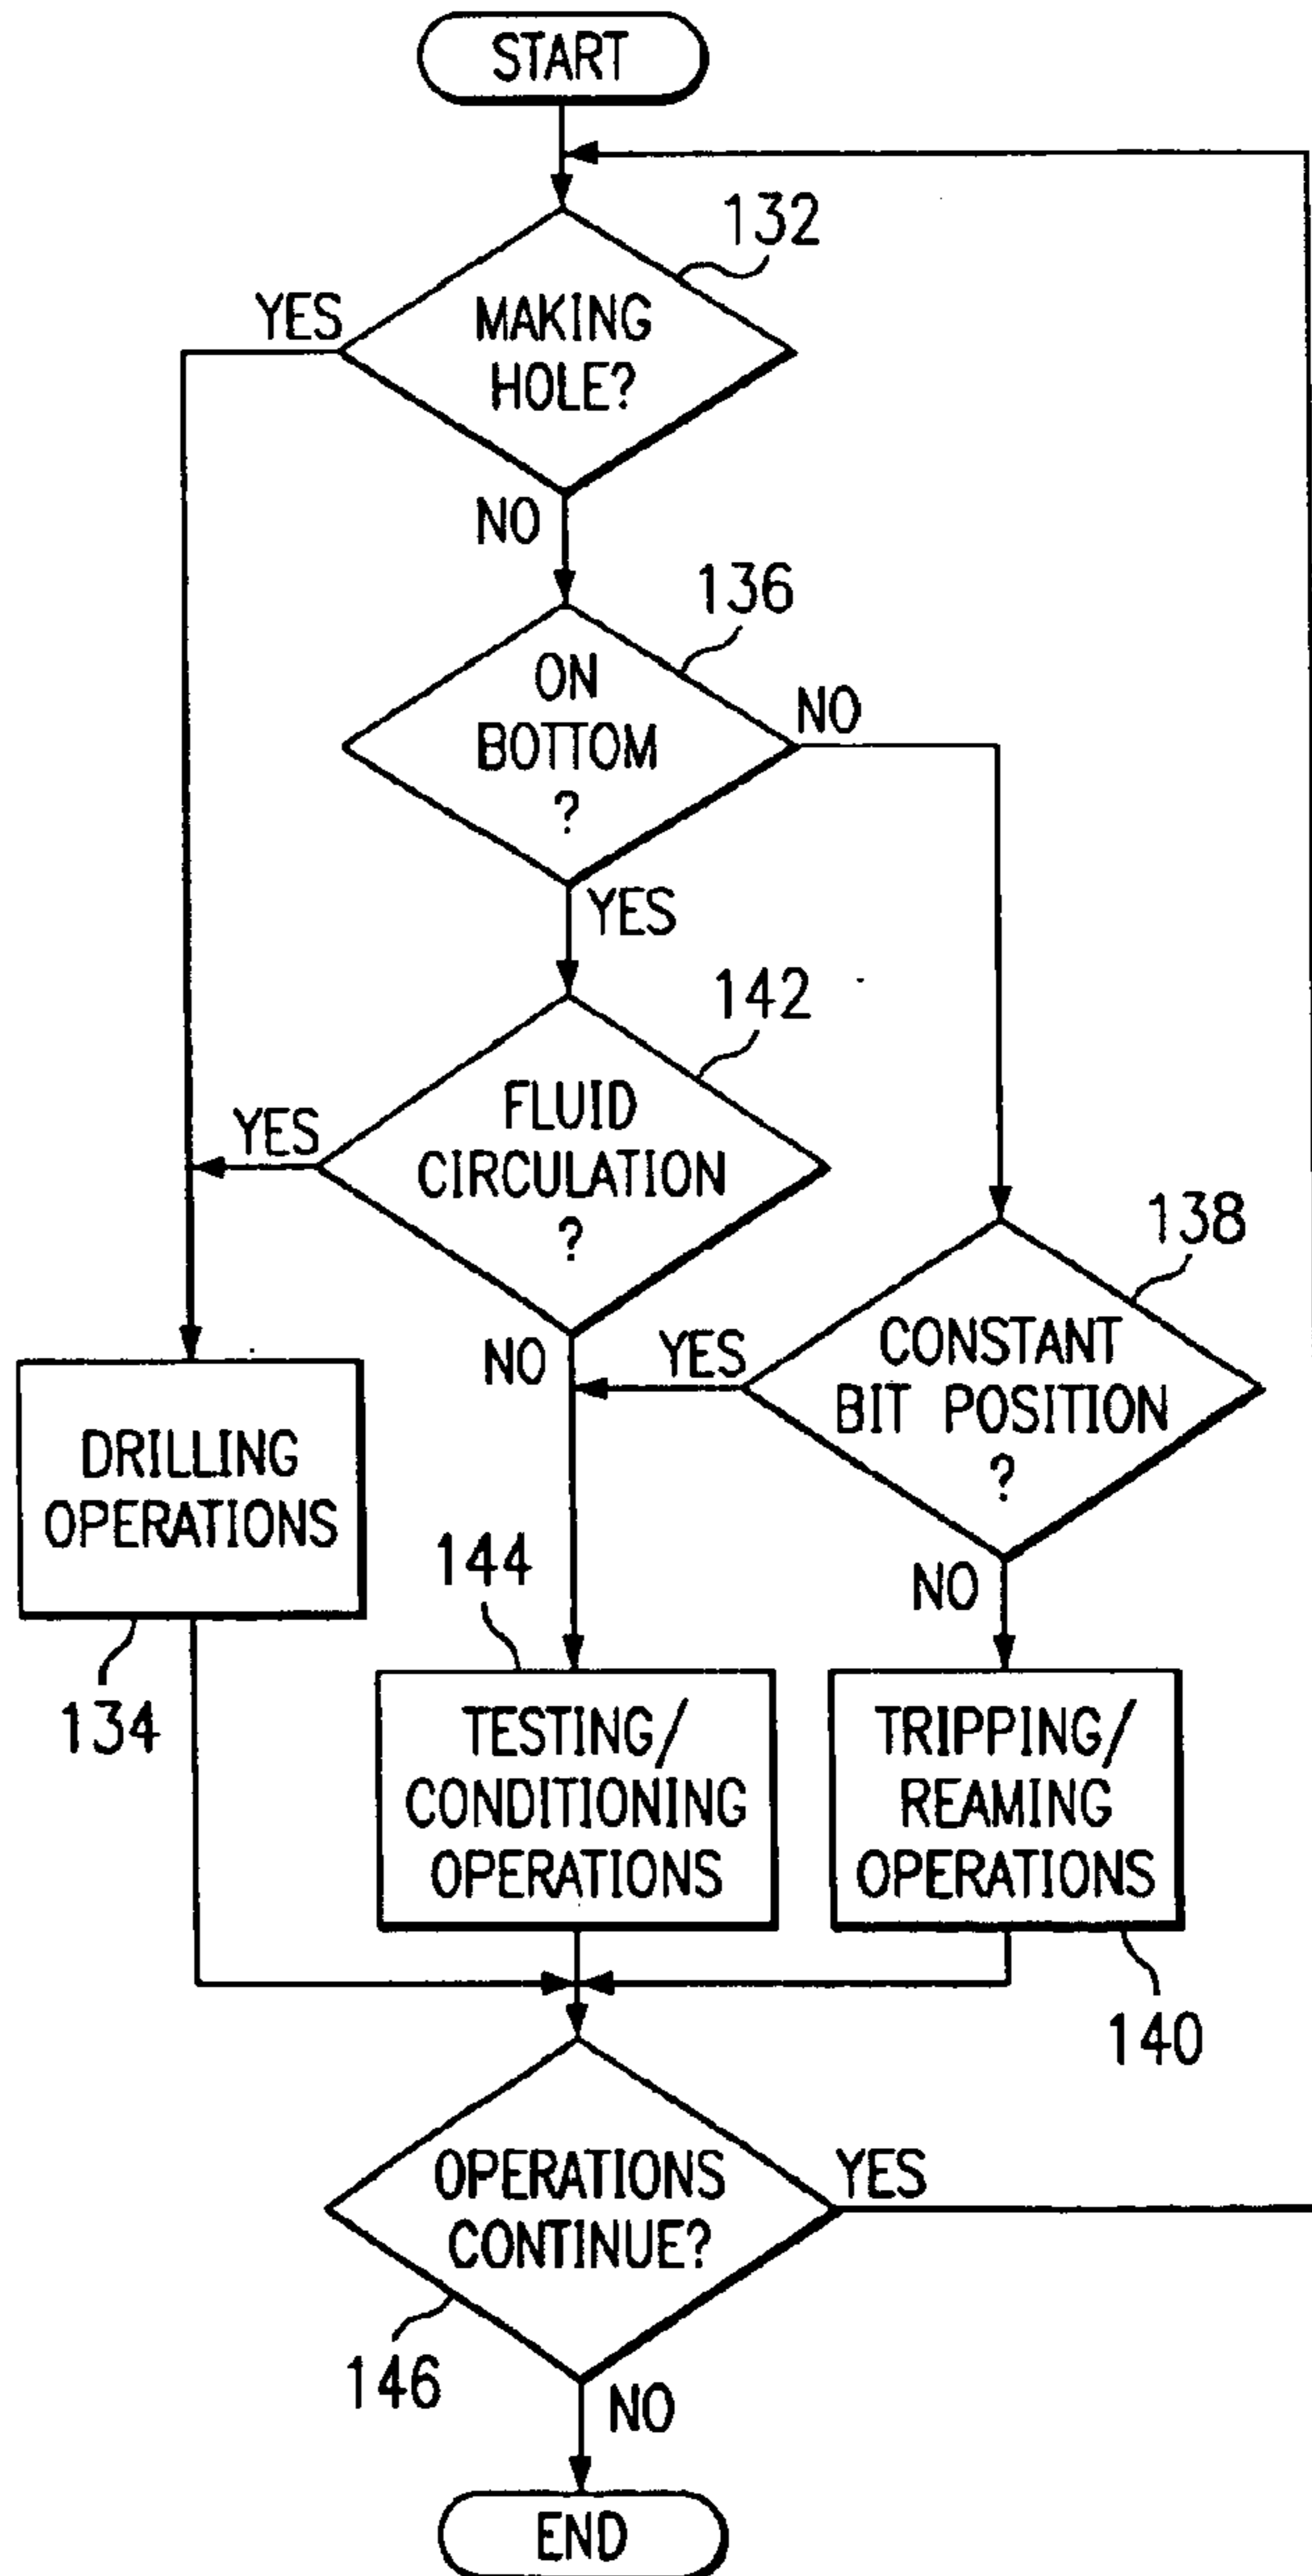 START
132
YES
MAKING
HOLE?
NO
136
ON
BOTTOM
?
NO
YES
142
FLUID
CIRCULATION
?
YES
NO
138
CONSTANT
BIT POSITION
?
YES
NO
DRILLING
OPERATIONS
134
144
TESTING/
CONDITIONING
OPERATIONS
TRIPPING/
REAMING
OPERATIONS
140
OPERATIONS
CONTINUE?
YES
146
NO
END